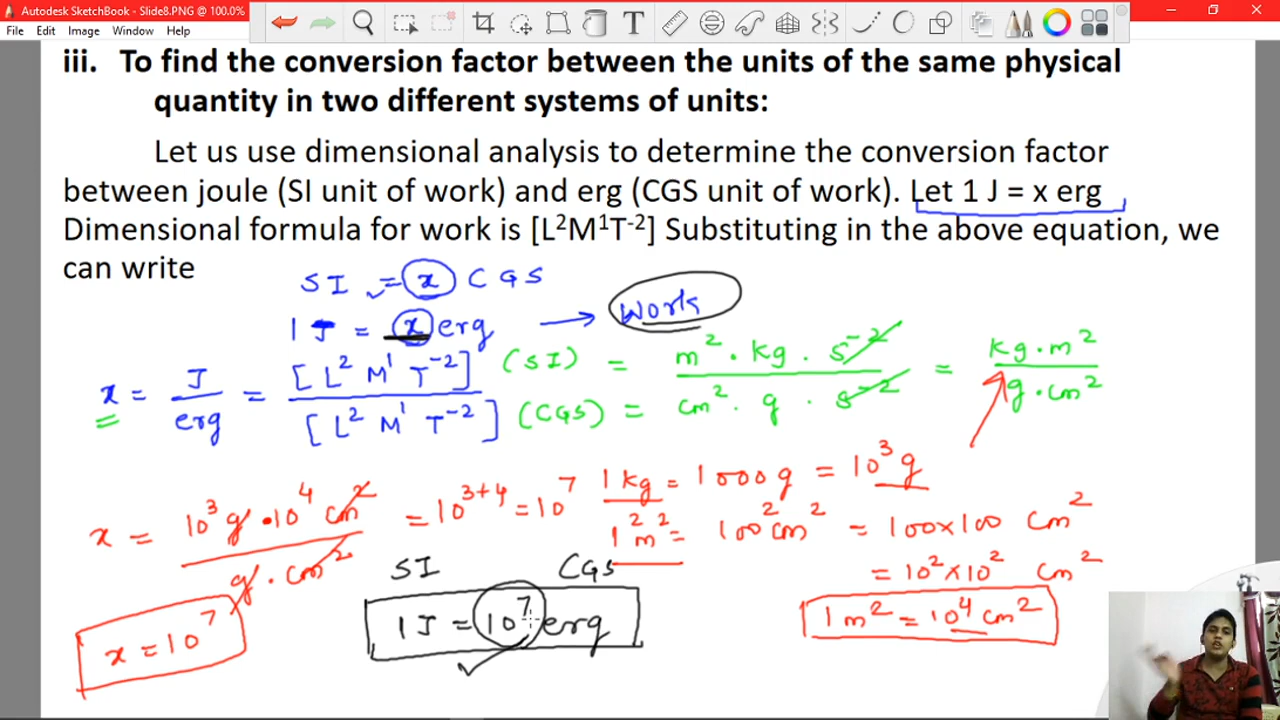 Autodesk SketchBook - Slide8.PNG @ 100.0%
File Edit Image Window Help
iii. To find the conversion factor between the units of the same physical
quantity in two different systems of units:
Let us use dimensional analysis to determine the conversion factor
between joule (SI unit of work) and erg (CGS unit of work). Let 1 J = x erg
Dimensional formula for work is [L²M¹T⁻²] Substituting in the above equation, we
can write
SI = x CGS
1 J = x erg → Work
x = J / erg = [L² M¹ T⁻²] (SI) / [L² M¹ T⁻²] (CGS) = m² · kg · s⁻² / cm² · g · s⁻² = kg · m² / g · cm²
1 kg = 1000 g = 10³ g
x = 10³ g · 10⁴ cm² / g · cm² = 10³⁺⁴ = 10⁷
1² m² = 100² cm² = 100 × 100 cm²
= 10² × 10² cm²
1 m² = 10⁴ cm²
x = 10⁷
SI CGS
1 J = 10⁷ erg